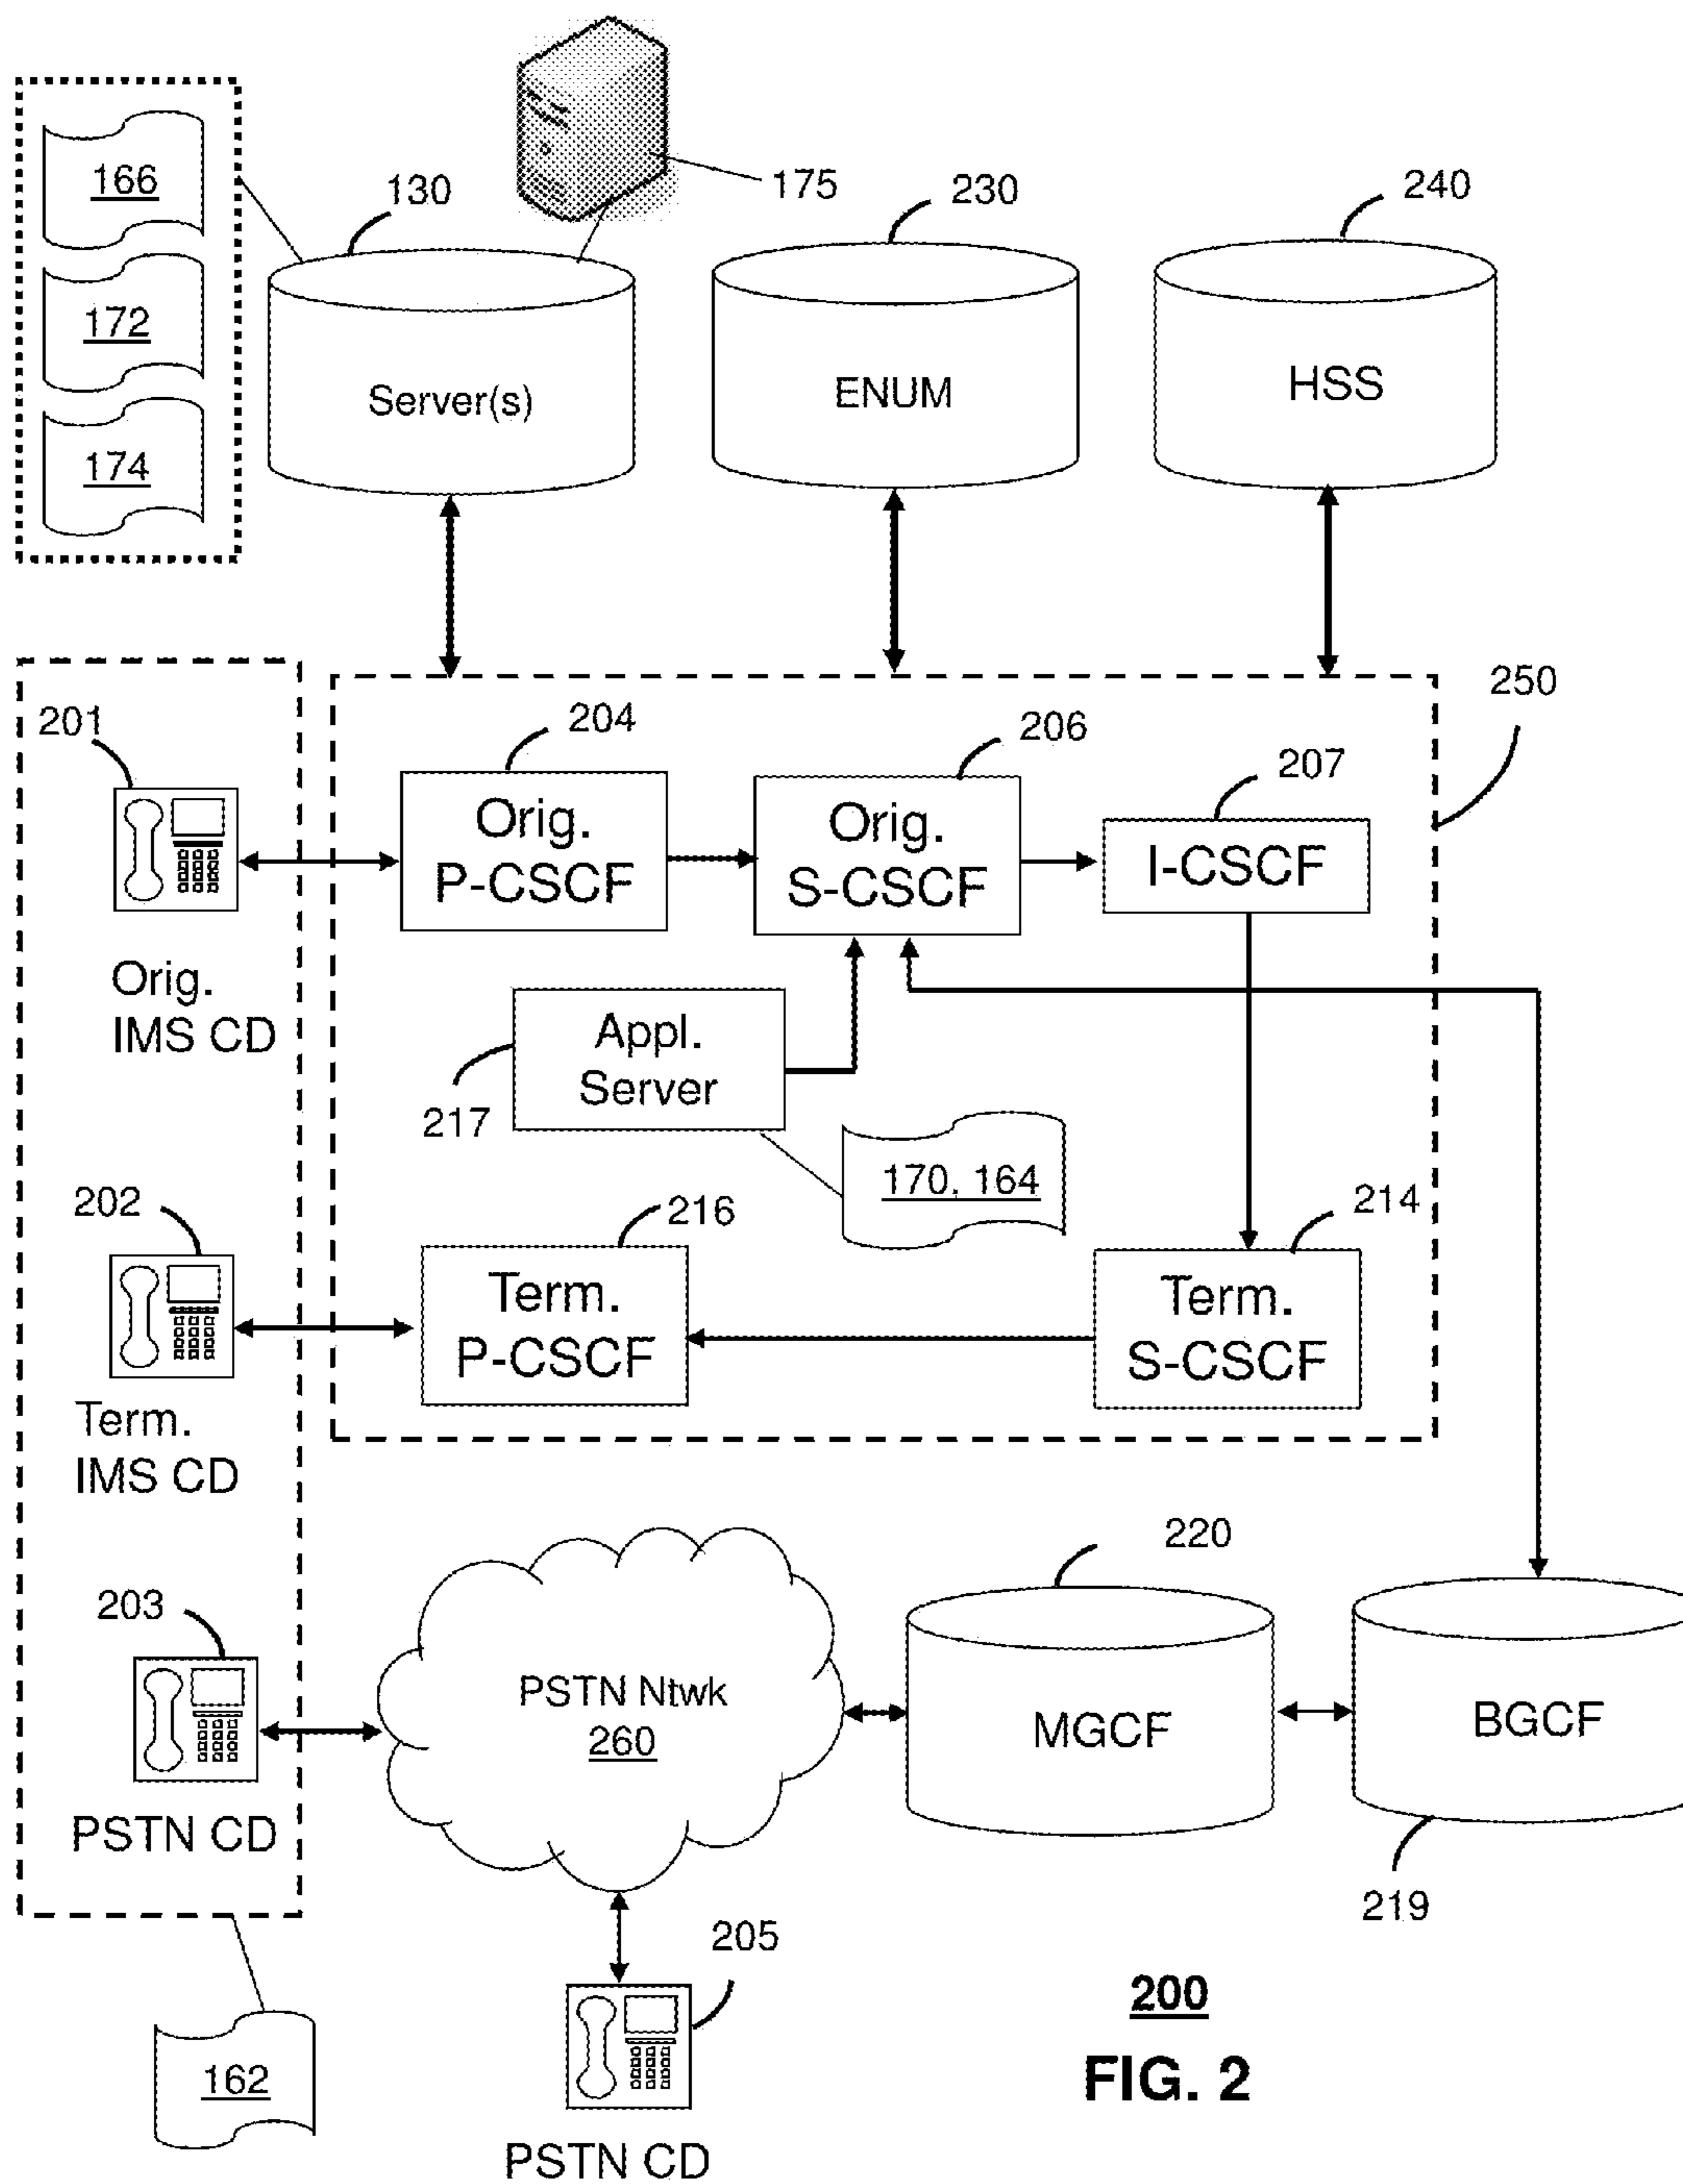 166
172
174
130
175
230
240
Server(s)
ENUM
HSS
250
201
204
206
207
Orig.
P-CSCF
Orig.
S-CSCF
I-CSCF
Orig.
IMS CD
Appl.
Server
217
170, 164
202
216
214
Term.
P-CSCF
Term.
S-CSCF
Term.
IMS CD
203
220
PSTN Ntwk
260
MGCF
BGCF
PSTN CD
219
205
162
PSTN CD
200
FIG. 2